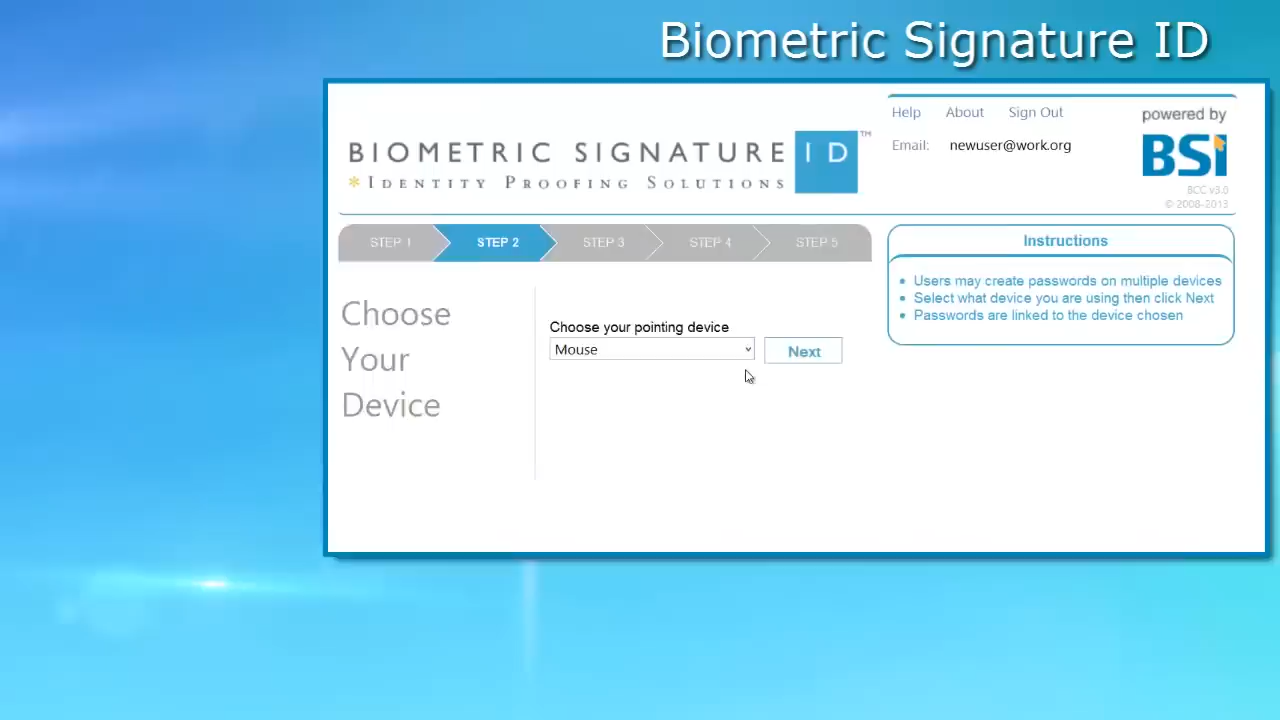 Biometric Signature ID
Help About Sign Out
powered by
Email: newuser@work.org
BSI
BCC v3.0
© 2008-2013
BIOMETRIC SIGNATURE ID™
*IDENTITY PROOFING SOLUTIONS
STEP 1 STEP 2 STEP 3 STEP 4 STEP 5
Instructions
• Users may create passwords on multiple devices
• Select what device you are using then click Next
• Passwords are linked to the device chosen
Choose
Your
Device
Choose your pointing device
Mouse
Next